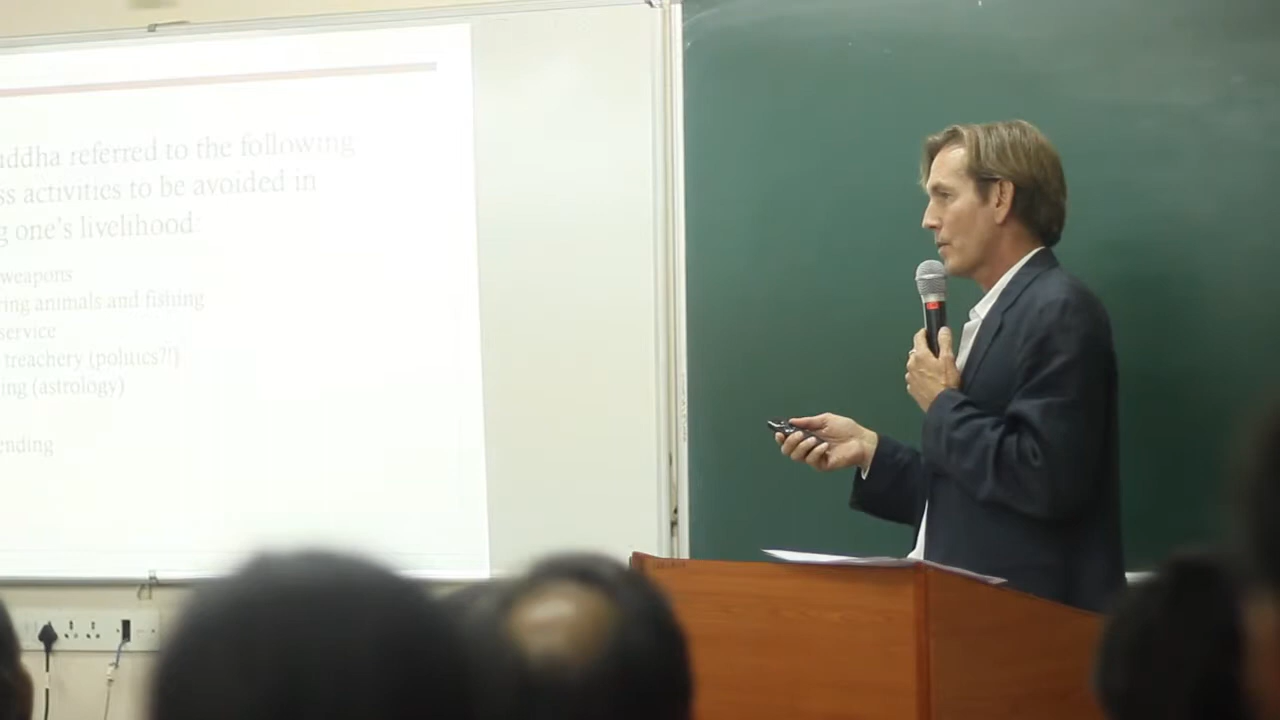 uddha referred to the following
ss activities to be avoided in
g one's livelihood:
weapons
ring animals and fishing
service
treachery (politics?!)
ing (astrology)
ending